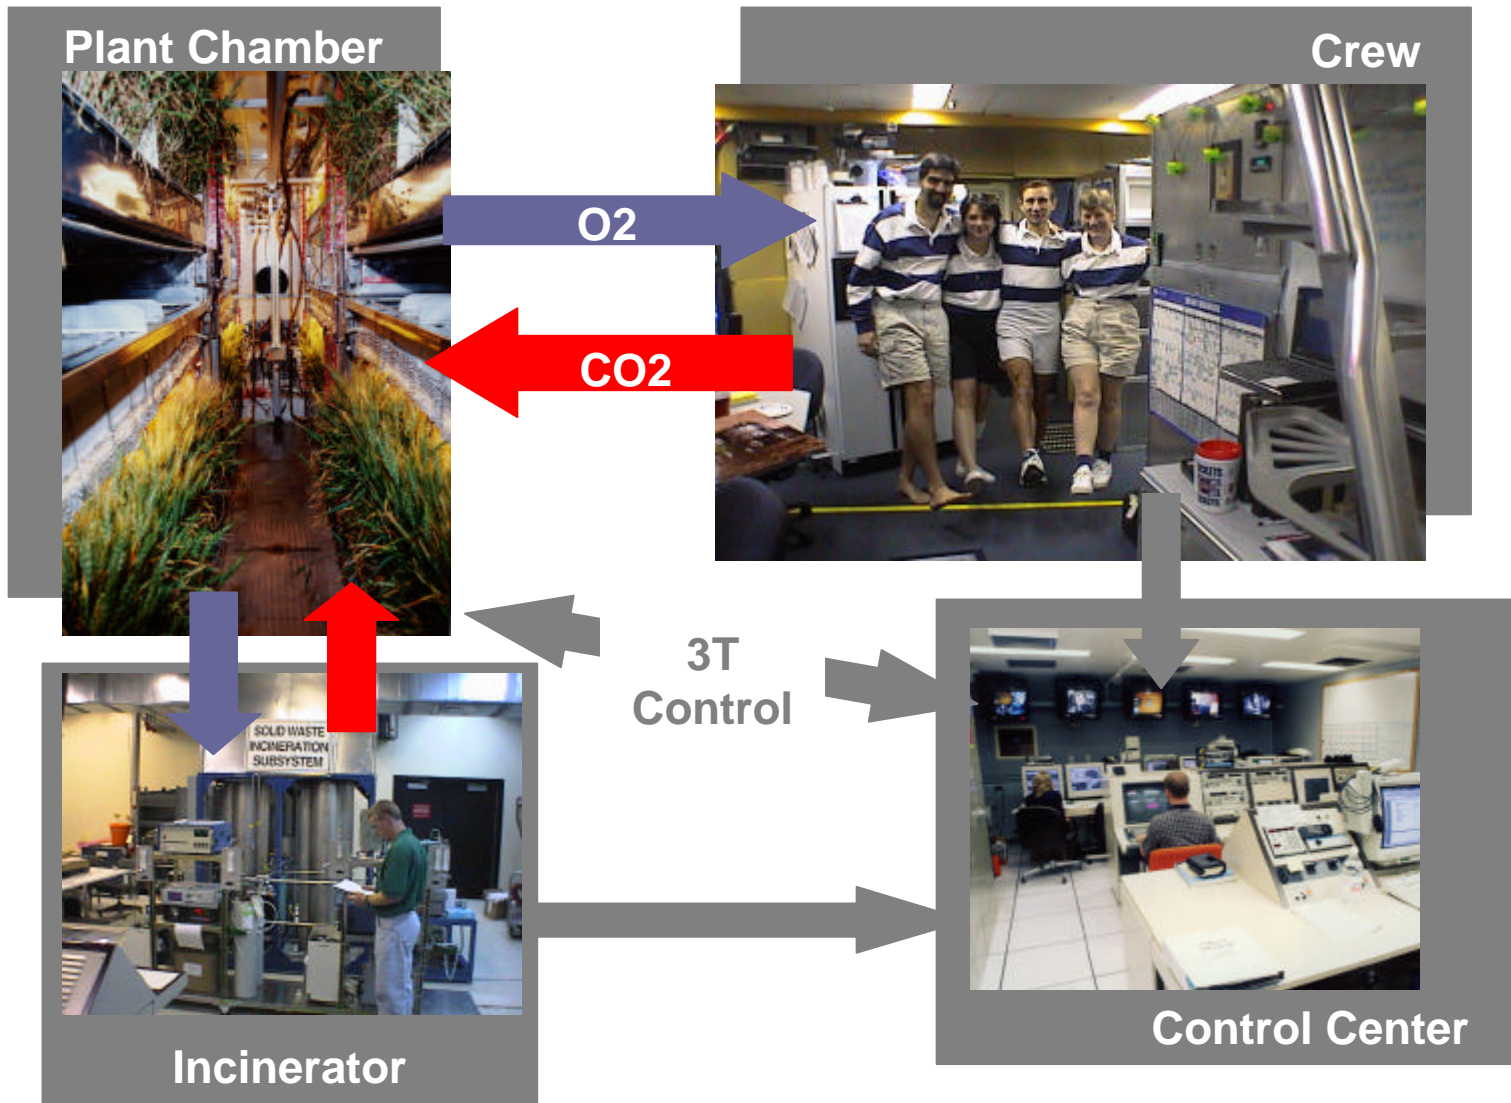 Plant Chamber
Crew
O2
CO2
3T
Control
SOLID WASTE
INCINERATION
SUBSYSTEM
Incinerator
Control Center